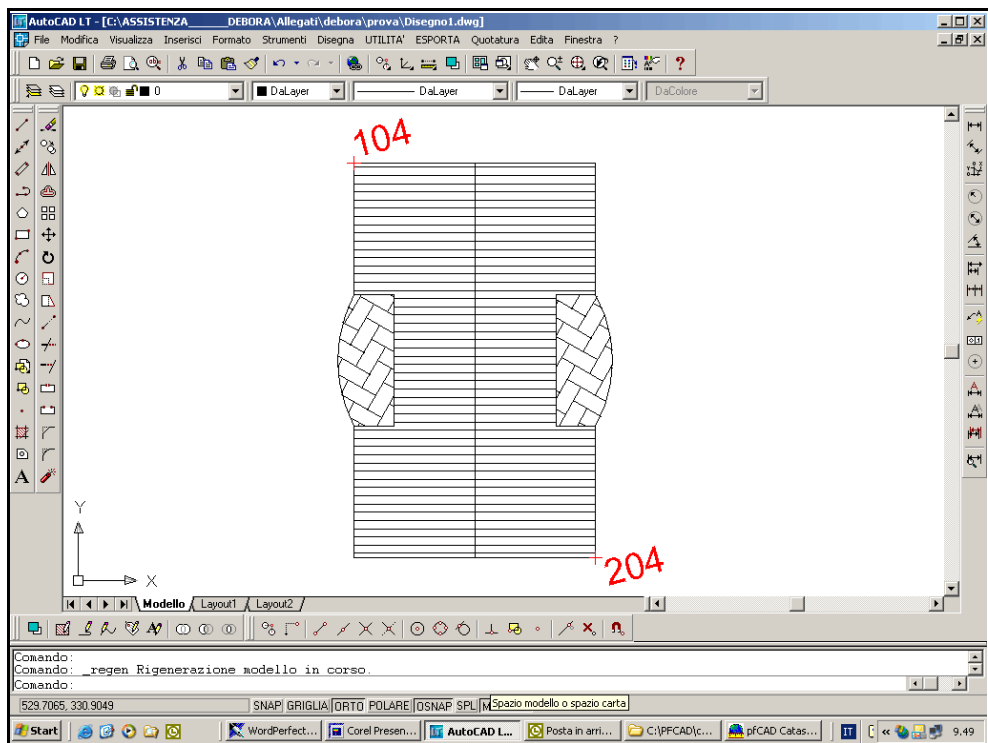 AutoCAD LT - [C:\ASSISTENZA______DEBORA\Allegati\debora\prova\Disegno1.dwg]
File Modifica Visualizza Inserisci Formato Strumenti Disegna UTILITA' ESPORTA Quotatura Edita Finestra ?
0 DaLayer DaLayer DaLayer DaColore
104
204
Y
X
Modello Layout1 Layout2
Comando:
Comando: _regen Rigenerazione modello in corso.
Comando:
529.7065, 330.9049 SNAP GRIGLIA ORTO POLARE OSNAP SPL M Spazio modello o spazio carta
Start WordPerfect... Corel Presen... AutoCAD L... Posta in arri... C:\PFCAD\c... pfCAD Catas... IT « 9.49